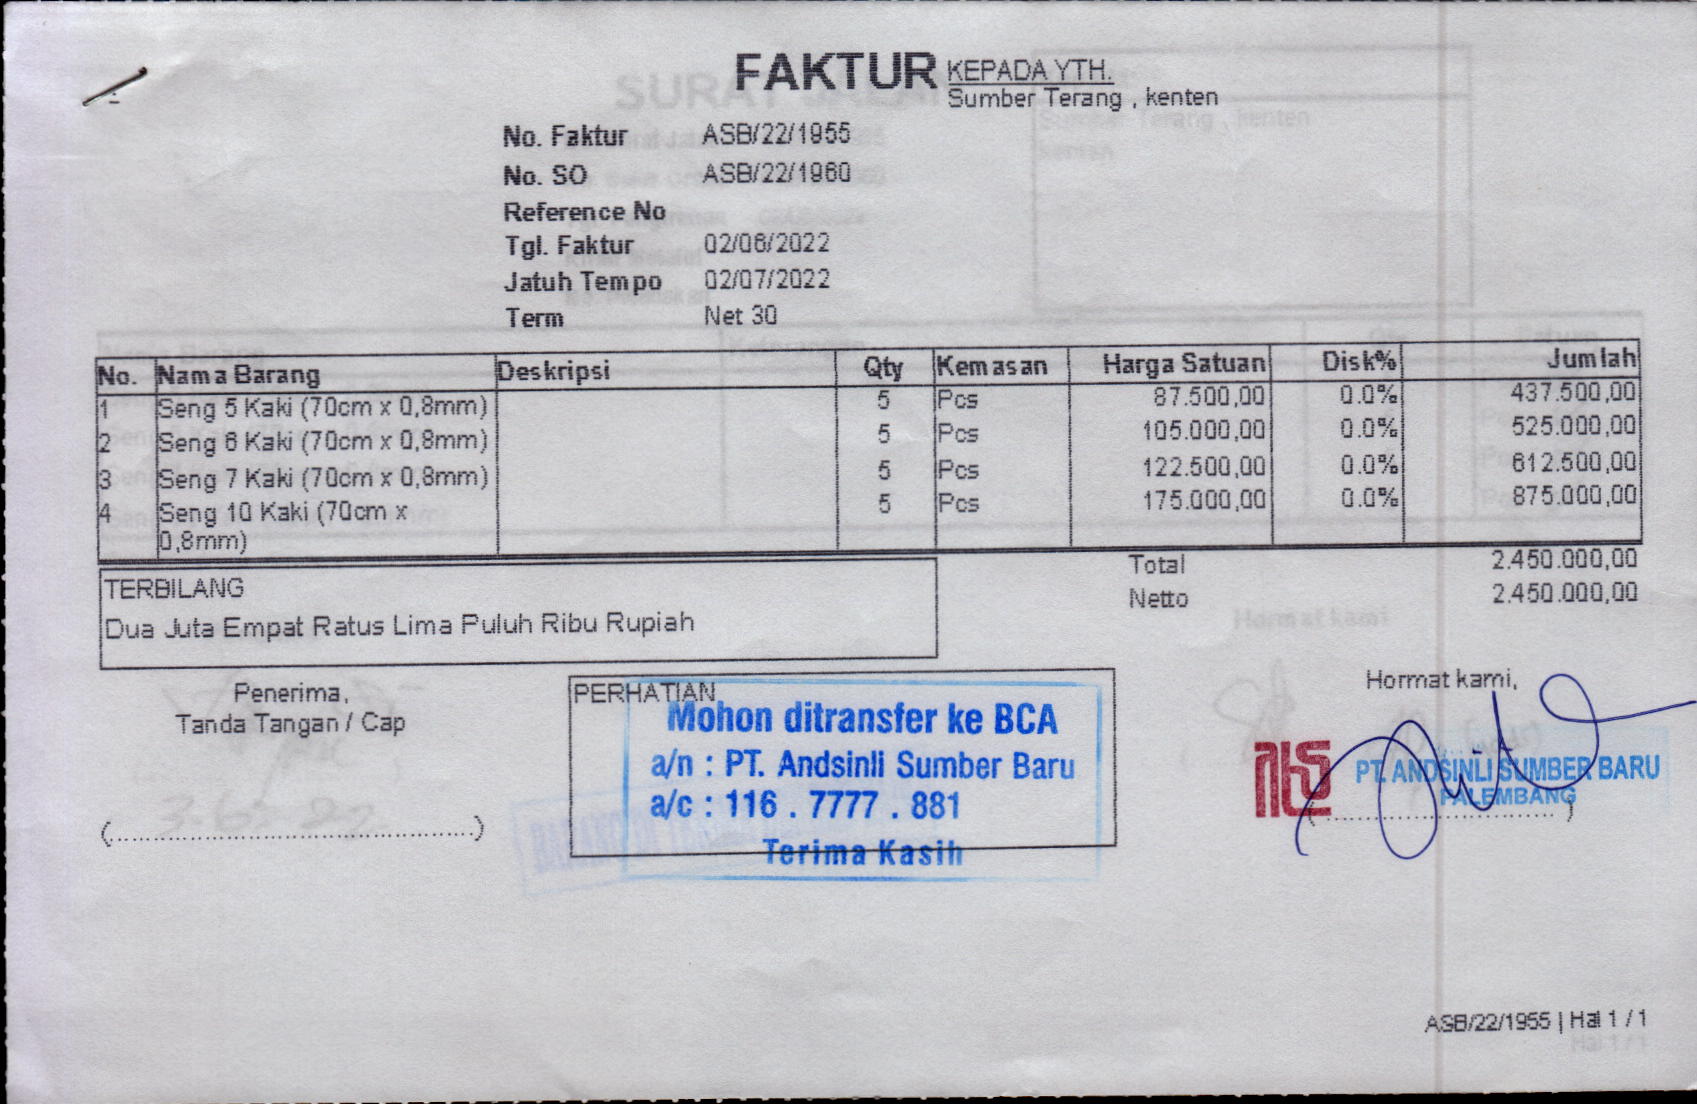 FAKTUR
KEPADA YTH.
Sumber Terang , kenten
No. Faktur ASB/22/1955
No. SO ASB/22/1960
Reference No
Tgl. Faktur 02/06/2022
Jatuh Tempo 02/07/2022
Term Net 30
No. Nama Barang Deskripsi Qty Kemasan Harga Satuan Disk% Jumlah
1 Seng 5 Kaki (70cm x 0,8mm) 5 Pcs 87.500,00 0.0% 437.500,00
2 Seng 6 Kaki (70cm x 0,8mm) 5 Pcs 105.000,00 0.0% 525.000,00
3 Seng 7 Kaki (70cm x 0,8mm) 5 Pcs 122.500,00 0.0% 612.500,00
4 Seng 10 Kaki (70cm x 5 Pcs 175.000,00 0.0% 875.000,00
0,8mm)
Total 2.450.000,00
Netto 2.450.000,00
TERBILANG
Dua Juta Empat Ratus Lima Puluh Ribu Rupiah
Penerima,
Tanda Tangan / Cap
(..................................................)
PERHATIAN
Mohon ditransfer ke BCA
a/n : PT. Andsinli Sumber Baru
a/c : 116 . 7777 . 881
Terima Kasih
Hormat kami,
PT. ANDSINLI SUMBER BARU
PALEMBANG
(..................................)
ASB/22/1955 | Hal 1 / 1